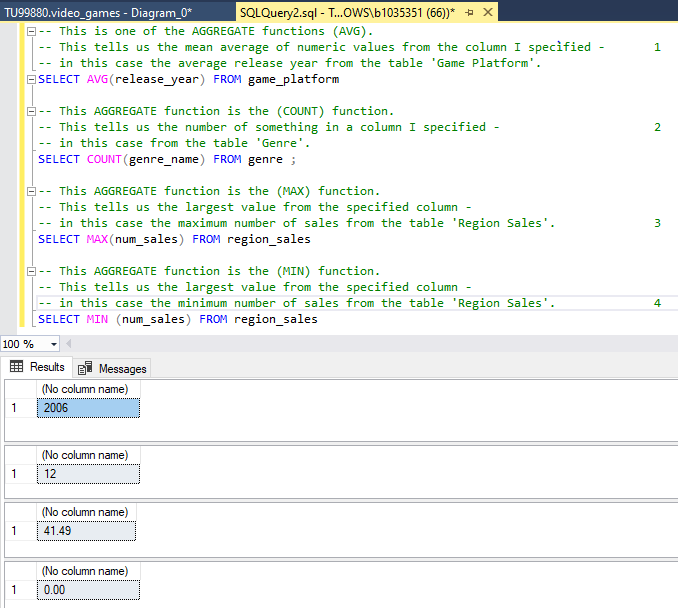 TU99880.video_games - Diagram_0* SQLQuery2.sql - T...OWS\b1035351 (66))*
-- This is one of the AGGREGATE functions (AVG).
-- This tells us the mean average of numeric values from the column I specified - 1
-- in this case the average release year from the table 'Game Platform'.
SELECT AVG(release_year) FROM game_platform
-- This AGGREGATE function is the (COUNT) function.
-- This tells us the number of something in a column I specified - 2
-- in this case from the table 'Genre'.
SELECT COUNT(genre_name) FROM genre ;
-- This AGGREGATE function is the (MAX) function.
-- This tells us the largest value from the specified column -
-- in this case the maximum number of sales from the table 'Region Sales'. 3
SELECT MAX(num_sales) FROM region_sales
-- This AGGREGATE function is the (MIN) function.
-- This tells us the largest value from the specified column -
-- in this case the minimum number of sales from the table 'Region Sales'. 4
SELECT MIN (num_sales) FROM region_sales
100 %
Results Messages
(No column name)
1 2006
(No column name)
1 12
(No column name)
1 41.49
(No column name)
1 0.00